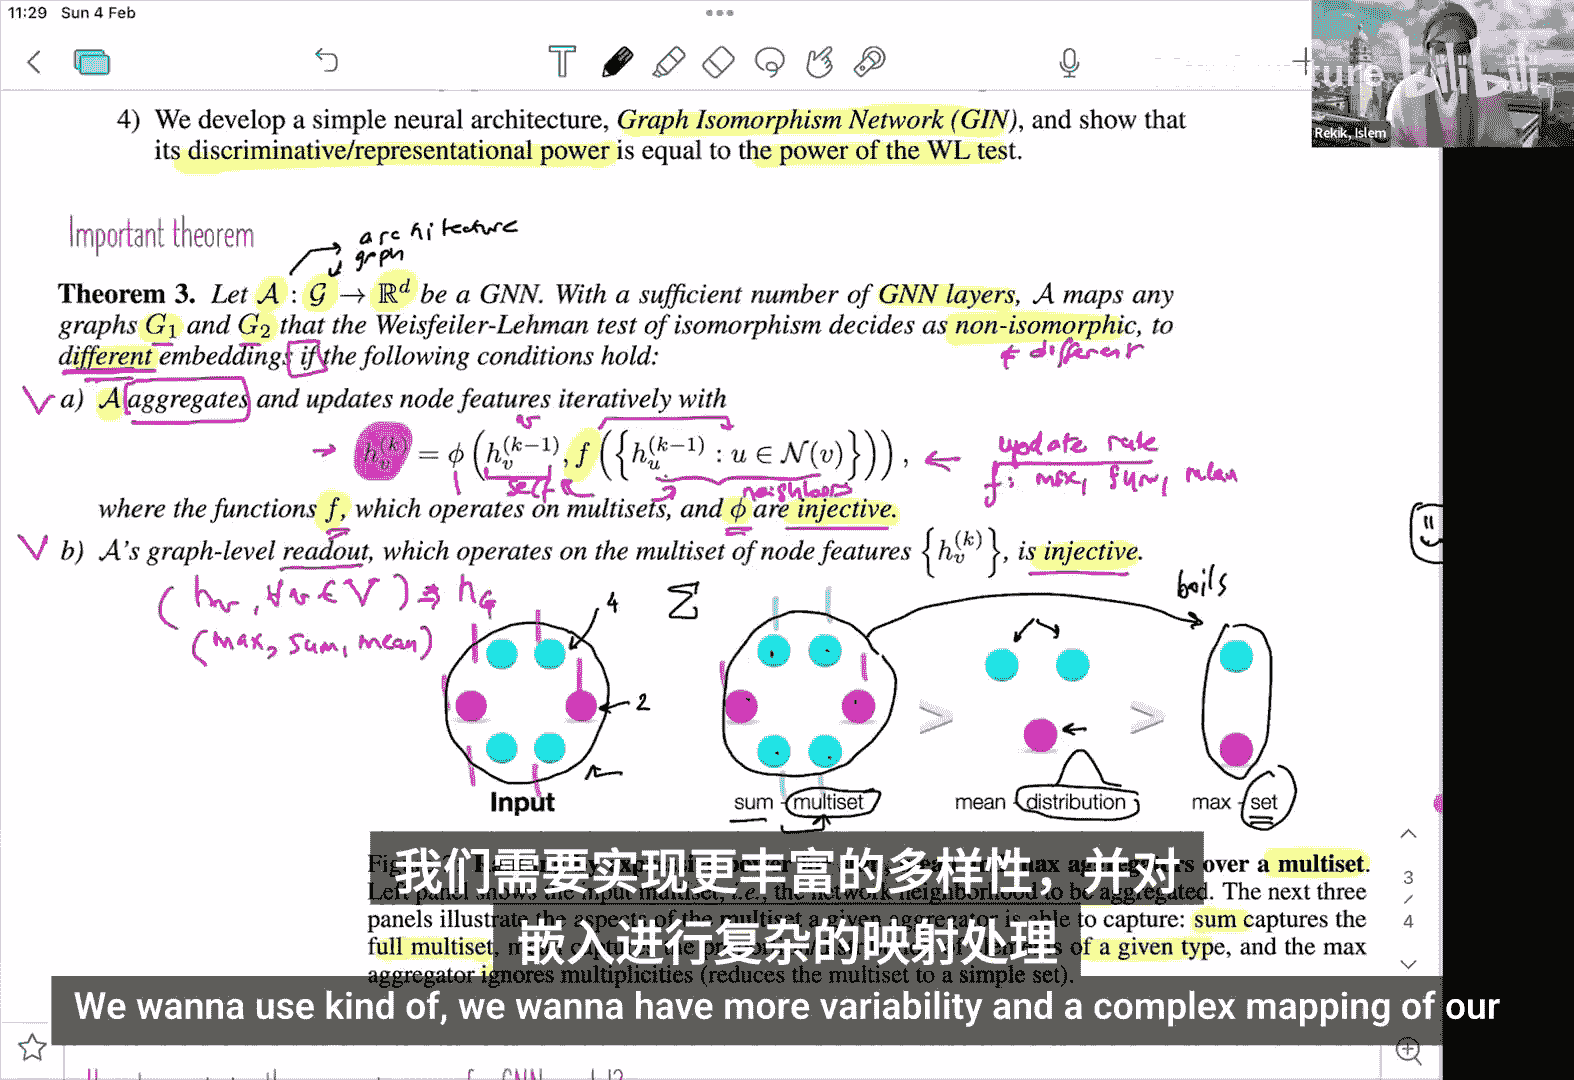 11:29 Sun 4 Feb
bilibili
Rekik, Islem
4) We develop a simple neural architecture, Graph Isomorphism Network (GIN), and show that
its discriminative/representational power is equal to the power of the WL test.
Important theorem
architecture
graph
Theorem 3. Let A : G → ℝᵈ be a GNN. With a sufficient number of GNN layers, A maps any
graphs G₁ and G₂ that the Weisfeiler-Lehman test of isomorphism decides as non-isomorphic, to
different embeddings if the following conditions hold:
≠ different
a) A aggregates and updates node features iteratively with
v
→ h_v^(k) = φ ( h_v^(k−1), f ( { h_u^(k−1) : u ∈ N(v) } ) ), ← update rule
self neighbors f: max, sum, mean
where the functions f, which operates on multisets, and φ are injective.
b) A's graph-level readout, which operates on the multiset of node features { h_v^(k) }, is injective.
(h_v, ∀v ∈ V) ⇒ h_G
(max, sum, mean)
4 Σ boils
2
> >
Input sum - multiset mean - distribution max - set
aggregators over a multiset.
The next three
panels illustrate the aspects of the multiset a given aggregator is able to capture: sum captures the
full multiset, of a given type, and the max
aggregator ignores multiplicities (reduces the multiset to a simple set).
我们需要实现更丰富的多样性，并对
嵌入进行复杂的映射处理
We wanna use kind of, we wanna have more variability and a complex mapping of our
3
/
4